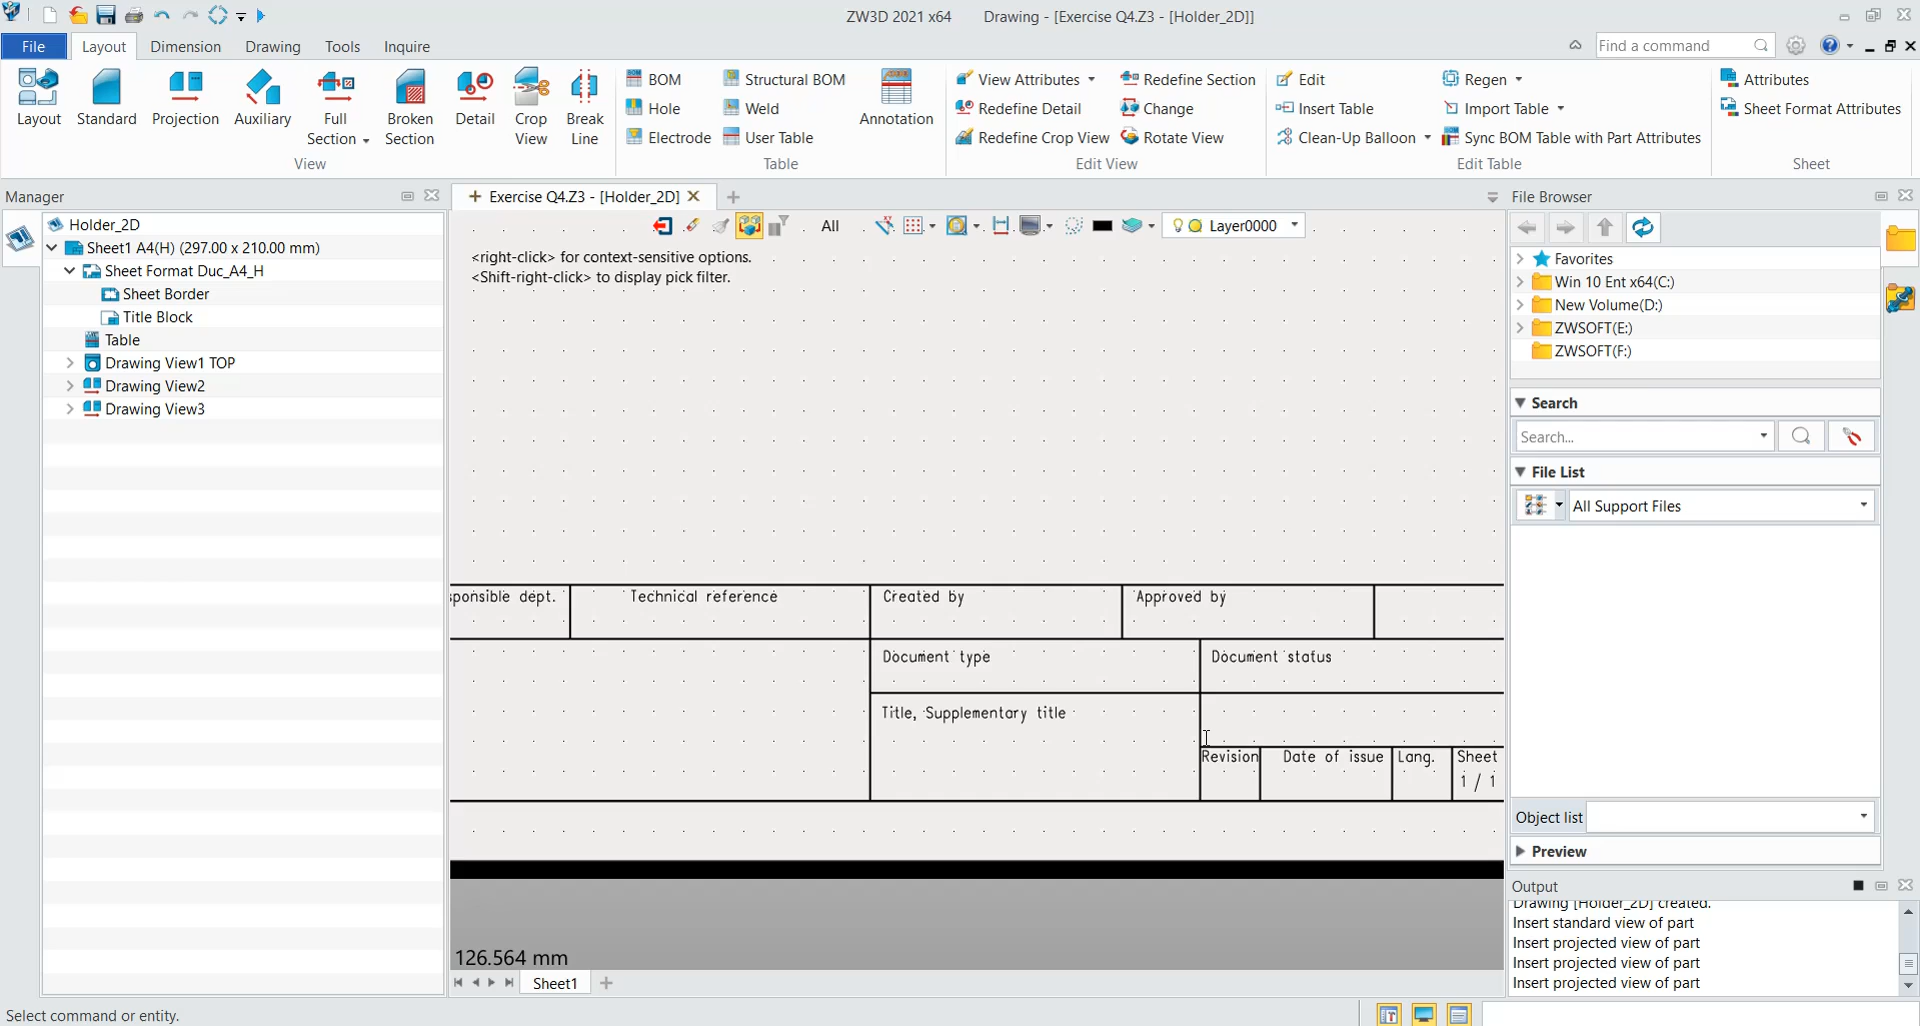 ZW3D 2021 x64 Drawing - [Exercise Q4.Z3 - [Holder_2D]]
File Layout Dimension Drawing Tools Inquire Find a command
Layout Standard Projection Auxiliary Full Section Broken Section Detail Crop View Break Line
View
BOM Structural BOM
Hole Weld
Electrode User Table
Annotation
Table
View Attributes Redefine Section
Redefine Detail Change
Redefine Crop View Rotate View
Edit View
Edit Regen
Insert Table Import Table
Clean-Up Balloon Sync BOM Table with Part Attributes
Edit Table
Attributes
Sheet Format Attributes
Sheet
Manager
Holder_2D
Sheet1 A4(H) (297.00 x 210.00 mm)
Sheet Format Duc_A4_H
Sheet Border
Title Block
Table
Drawing View1 TOP
Drawing View2
Drawing View3
Exercise Q4.Z3 - [Holder_2D]
All Layer0000
<right-click> for context-sensitive options.
<Shift-right-click> to display pick filter.
sponsible dept. Technical reference Created by Approved by
Document type Document status
Title, Supplementary title
Revision Date of issue Lang. Sheet
1 / 1
126.564 mm
Sheet1
File Browser
Favorites
Win 10 Ent x64(C:)
New Volume(D:)
ZWSOFT(E:)
ZWSOFT(F:)
Search
Search...
File List
All Support Files
Object list
Preview
Output
Drawing [Holder_2D] created.
Insert standard view of part
Insert projected view of part
Insert projected view of part
Insert projected view of part
Select command or entity.